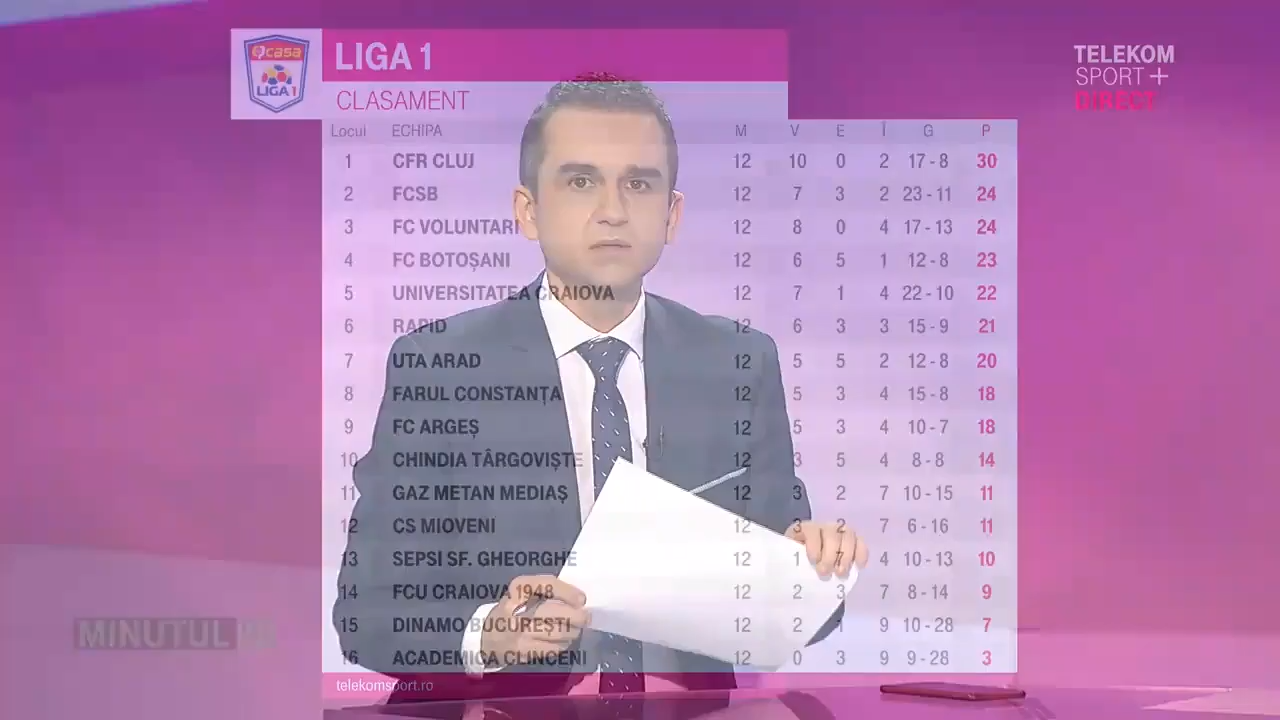 casa
LIGA 1
LIGA 1
CLASAMENT
TELEKOM
SPORT +
DIRECT
Locul ECHIPA M V E Î G P
1 CFR CLUJ 12 10 0 2 17 - 8 30
2 FCSB 12 7 3 2 23 - 11 24
3 FC VOLUNTARI 12 8 0 4 17 - 13 24
4 FC BOTOȘANI 12 6 5 1 12 - 8 23
5 UNIVERSITATEA CRAIOVA 12 7 1 4 22 - 10 22
6 RAPID 12 6 3 3 15 - 9 21
7 UTA ARAD 12 5 5 2 12 - 8 20
8 FARUL CONSTANȚA 12 5 3 4 15 - 8 18
9 FC ARGEȘ 12 5 3 4 10 - 7 18
10 CHINDIA TÂRGOVIȘTE 12 3 5 4 8 - 8 14
11 GAZ METAN MEDIAȘ 12 3 2 7 10 - 15 11
12 CS MIOVENI 12 3 2 7 6 - 16 11
13 SEPSI SF. GHEORGHE 12 1 7 4 10 - 13 10
14 FCU CRAIOVA 1948 12 2 3 7 8 - 14 9
15 DINAMO BUCUREȘTI 12 2 1 9 10 - 28 7
16 ACADEMICA CLINCENI 12 0 3 9 9 - 28 3
telekomsport.ro
MINUTUL